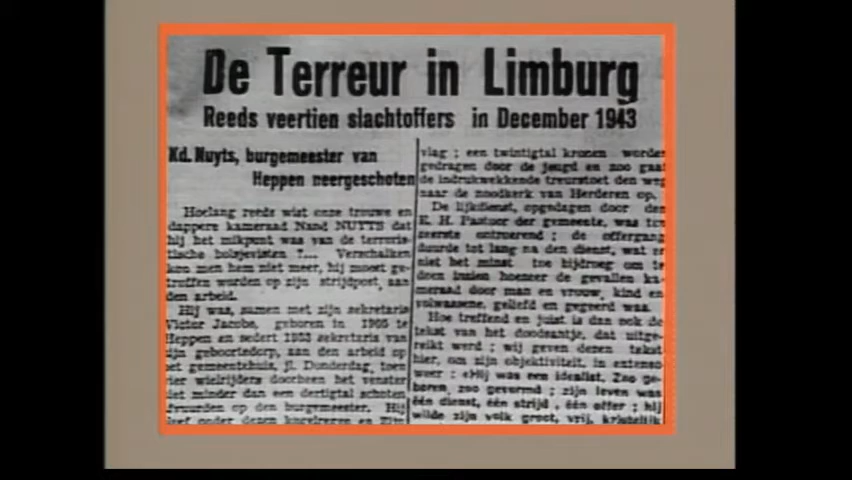 De Terreur in Limburg
Reeds veertien slachtoffers in December 1943
Kd. Nuyts, burgemeester van
Heppen neergeschoten
Hoelang reeds wist onze trouwe en
dappere kameraad Nand NUYTS dat
hij het mikpunt was van de terroris-
tische bolsjevisten ?... Verschalken
kon men hem niet meer, hij moest ge-
troffen worden op zijn strijdpost, aan
den arbeid.
Hij was, samen met zijn sekretaris
Victor Jacobs, geboren in te
Heppen en sedert 1933 sekretaris van
zijn geboortedorp, aan den arbeid op
het gemeentehuis, jl. Donderdag, toen
vier wielrijders doorheen het venster
niet minder dan een dertigtal schoten
afvuurden op den burgemeester. Hij
bleef onder dezen kogelregen en zijn
vlag ; een twintigtal kronen worden
gedragen door de jeugd en zoo gaat
de indrukwekkende treurstoet den weg
naar de noodkerk van Herderen op.
De lijkdienst, opgedragen door den
E. H. Pastoor der gemeente, was ten
zeerste ontroerend ; de offergang
duurde tot lang na den dienst, wat er
niet het minst toe bijdroeg om te
doen inzien hoezeer de gevallen ka-
meraad door man en vrouw, kind en
volwassene, geliefd en geëerd was.
Hoe treffend en juist is dan ook de
tekst van het doodsantje, dat uitge-
reikt werd ; wij geven dezen tekst
hier, om zijn objektiviteit, in extenso
weer : «Hij was een idealist. Zoo ge-
boren, zoo gevormd ; zijn leven was
één dienst, één strijd, één offer ; hij
wilde zijn volk groot, vrij, kristelijk